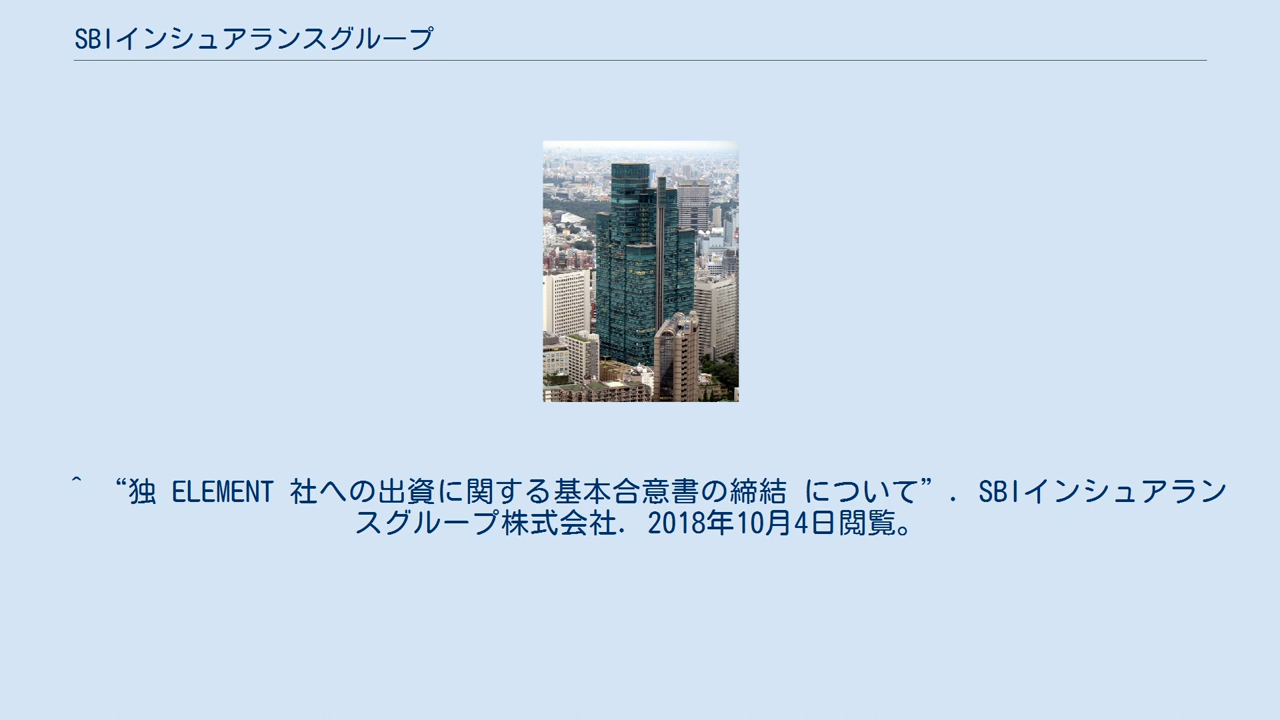 SBIインシュアランスグループ
^ “独 ELEMENT 社への出資に関する基本合意書の締結 について”. SBIインシュアラン
スグループ株式会社. 2018年10月4日閲覧。